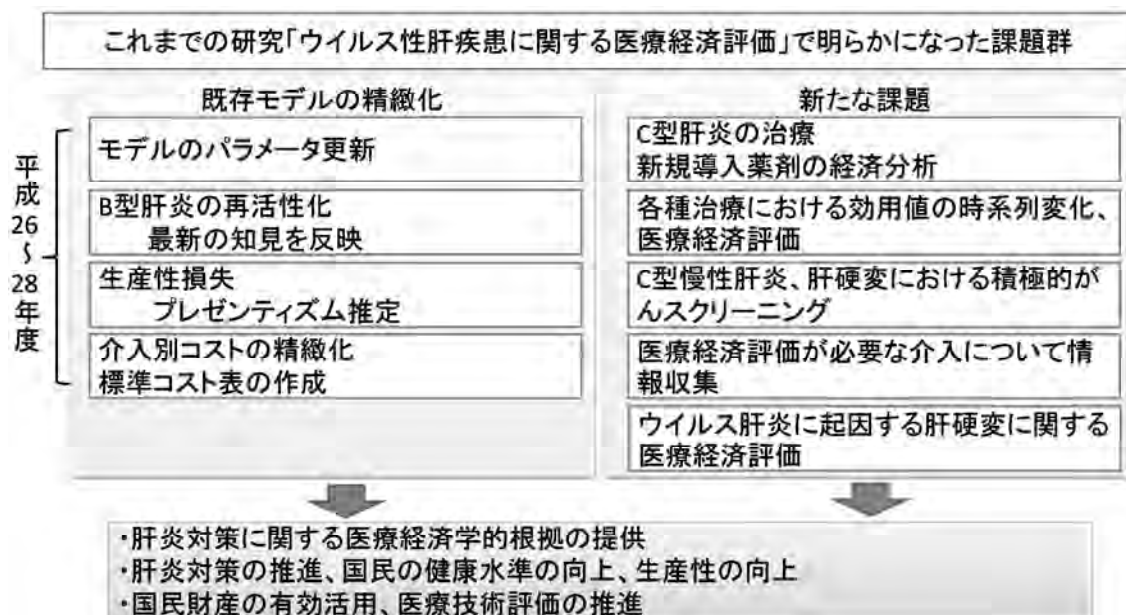 これまでの研究「ウイルス性肝疾患に関する医療経済評価」で明らかになった課題群
既存モデルの精緻化
平成26～28年度
モデルのパラメータ更新
B型肝炎の再活性化
最新の知見を反映
生産性損失
プレゼンティズム推定
介入別コストの精緻化
標準コスト表の作成
新たな課題
C型肝炎の治療
新規導入薬剤の経済分析
各種治療における効用値の時系列変化、
医療経済評価
C型慢性肝炎、肝硬変における積極的が
んスクリーニング
医療経済評価が必要な介入について情
報収集
ウイルス肝炎に起因する肝硬変に関する
医療経済評価
・肝炎対策に関する医療経済学的根拠の提供
・肝炎対策の推進、国民の健康水準の向上、生産性の向上
・国民財産の有効活用、医療技術評価の推進